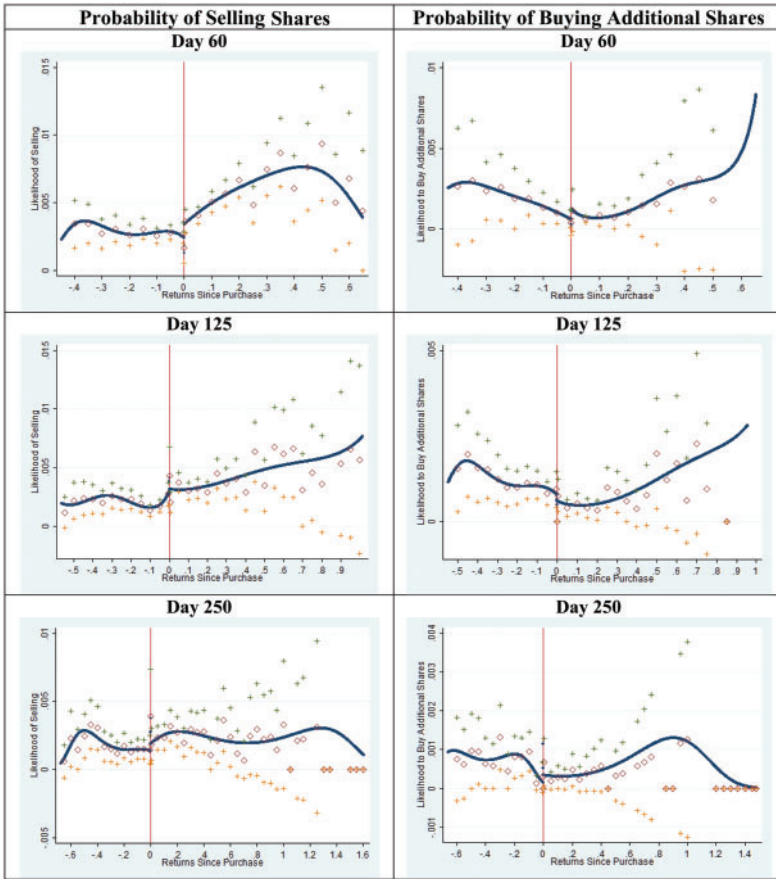 Probability of Selling Shares
Probability of Buying Additional Shares
Day 60
Day 60
Likelihood of Selling
.015
.01
.005
0
-.4 -.3 -.2 -.1 0 .1 .2 .3 .4 .5 .6
Returns Since Purchase
Likelihood to Buy Additional Shares
.01
.005
0
-.4 -.3 -.2 -.1 0 .1 .2 .3 .4 .5 .6
Returns Since Purchase
Day 125
Day 125
Likelihood of Selling
.015
.01
.005
0
-.5 -.4 -.3 -.2 -.1 0 .1 .2 .3 .4 .5 .6 .7 .8 .9
Returns Since Purchase
Likelihood to Buy Additional Shares
.005
0
-.5 -.4 -.3 -.2 -.1 0 .1 .2 .3 .4 .5 .6 .7 .8 .9 1
Returns Since Purchase
Day 250
Day 250
Likelihood of Selling
.01
.005
0
-.005
-.6 -.4 -.2 0 .2 .4 .6 .8 1 1.2 1.4 1.6
Returns Since Purchase
Likelihood to Buy Additional Shares
.004
.003
.002
.001
0
-.001
-.6 -.4 -.2 0 .2 .4 .6 .8 1 1.2 1.4
Returns Since Purchase